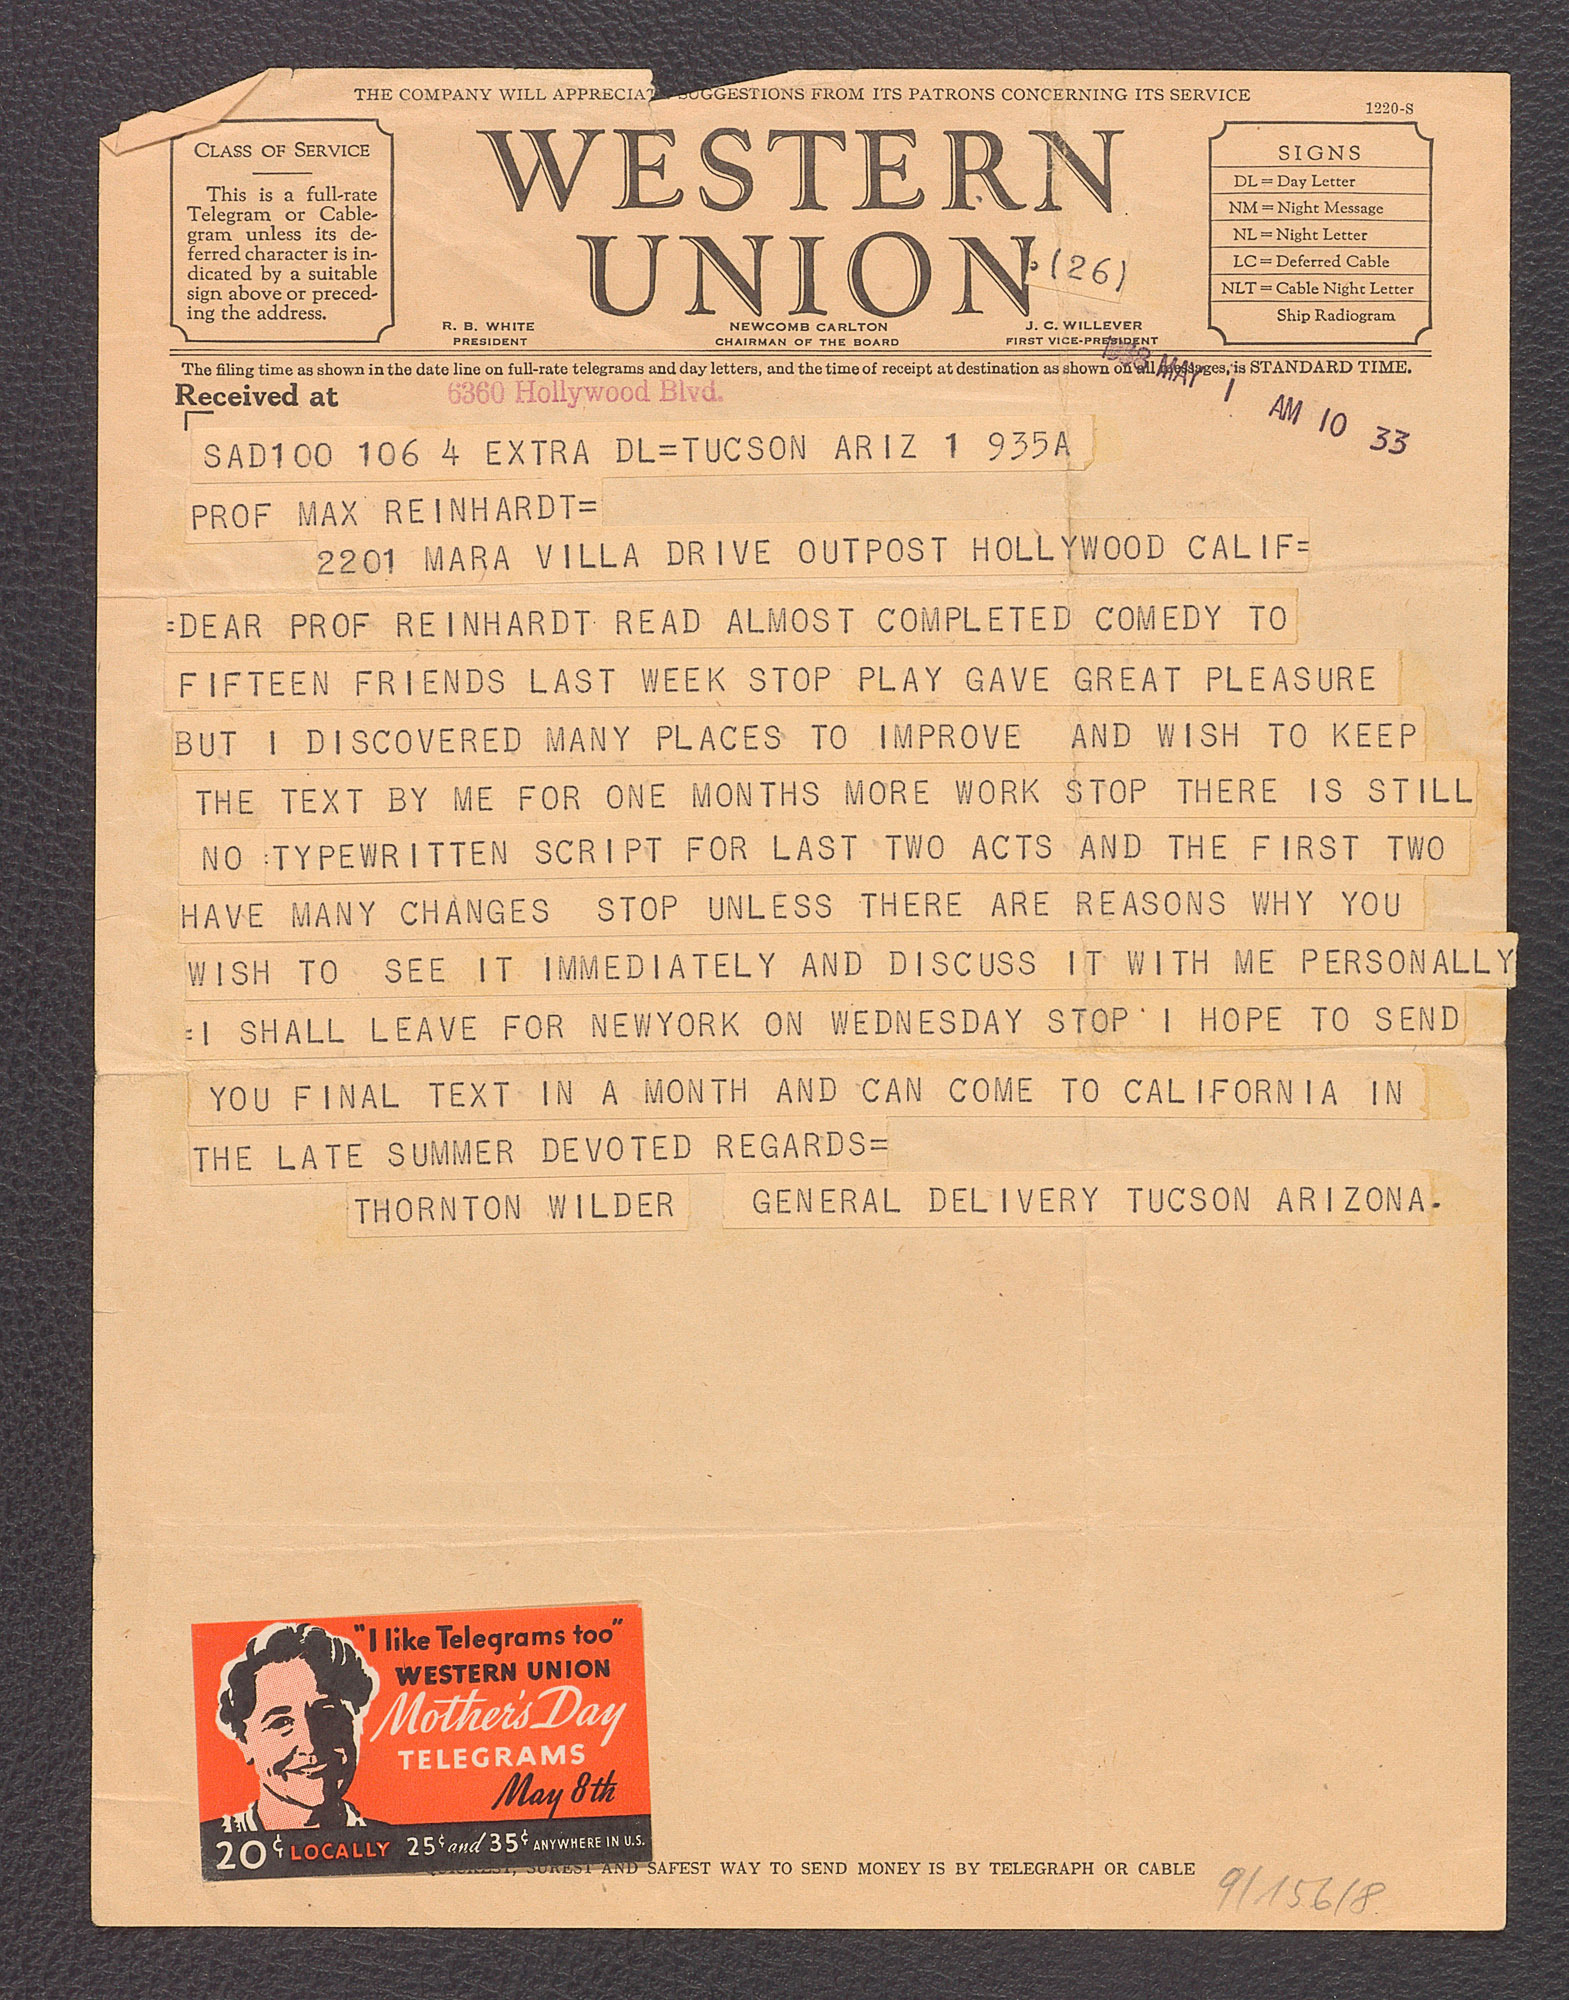 THE COMPANY WILL APPRECIAT SUGGESTIONS FROM ITS PATRONS CONCERNING ITS SERVICE
1220-S
CLASS OF SERVICE
This is a full-rate
Telegram or Cable-
gram unless its de-
ferred character is in-
dicated by a suitable
sign above or preced-
ing the address.
WESTERN
UNION
(26)
R. B. WHITE
PRESIDENT
NEWCOMB CARLTON
CHAIRMAN OF THE BOARD
J. C. WILLEVER
FIRST VICE-PRESIDENT
SIGNS
DL = Day Letter
NM = Night Message
NL = Night Letter
LC = Deferred Cable
NLT = Cable Night Letter
Ship Radiogram
The filing time as shown in the date line on full-rate telegrams and day letters, and the time of receipt at destination as shown on all messages, is STANDARD TIME.
Received at
6360 Hollywood Blvd.
1938 MAY 1 AM 10 33
SAD100 106 4 EXTRA DL=TUCSON ARIZ 1 935A
PROF MAX REINHARDT=
2201 MARA VILLA DRIVE OUTPOST HOLLYWOOD CALIF=
=DEAR PROF REINHARDT READ ALMOST COMPLETED COMEDY TO
FIFTEEN FRIENDS LAST WEEK STOP PLAY GAVE GREAT PLEASURE
BUT I DISCOVERED MANY PLACES TO IMPROVE AND WISH TO KEEP
THE TEXT BY ME FOR ONE MONTHS MORE WORK STOP THERE IS STILL
NO :TYPEWRITTEN SCRIPT FOR LAST TWO ACTS AND THE FIRST TWO
HAVE MANY CHANGES STOP UNLESS THERE ARE REASONS WHY YOU
WISH TO SEE IT IMMEDIATELY AND DISCUSS IT WITH ME PERSONALLY
=I SHALL LEAVE FOR NEWYORK ON WEDNESDAY STOP I HOPE TO SEND
YOU FINAL TEXT IN A MONTH AND CAN COME TO CALIFORNIA IN
THE LATE SUMMER DEVOTED REGARDS=
THORNTON WILDER GENERAL DELIVERY TUCSON ARIZONA.
"I like Telegrams too"
WESTERN UNION
Mother's Day
TELEGRAMS
May 8th
20¢ LOCALLY 25¢ and 35¢ ANYWHERE IN U.S.
QUICKEST, SUREST AND SAFEST WAY TO SEND MONEY IS BY TELEGRAPH OR CABLE
9/156/8